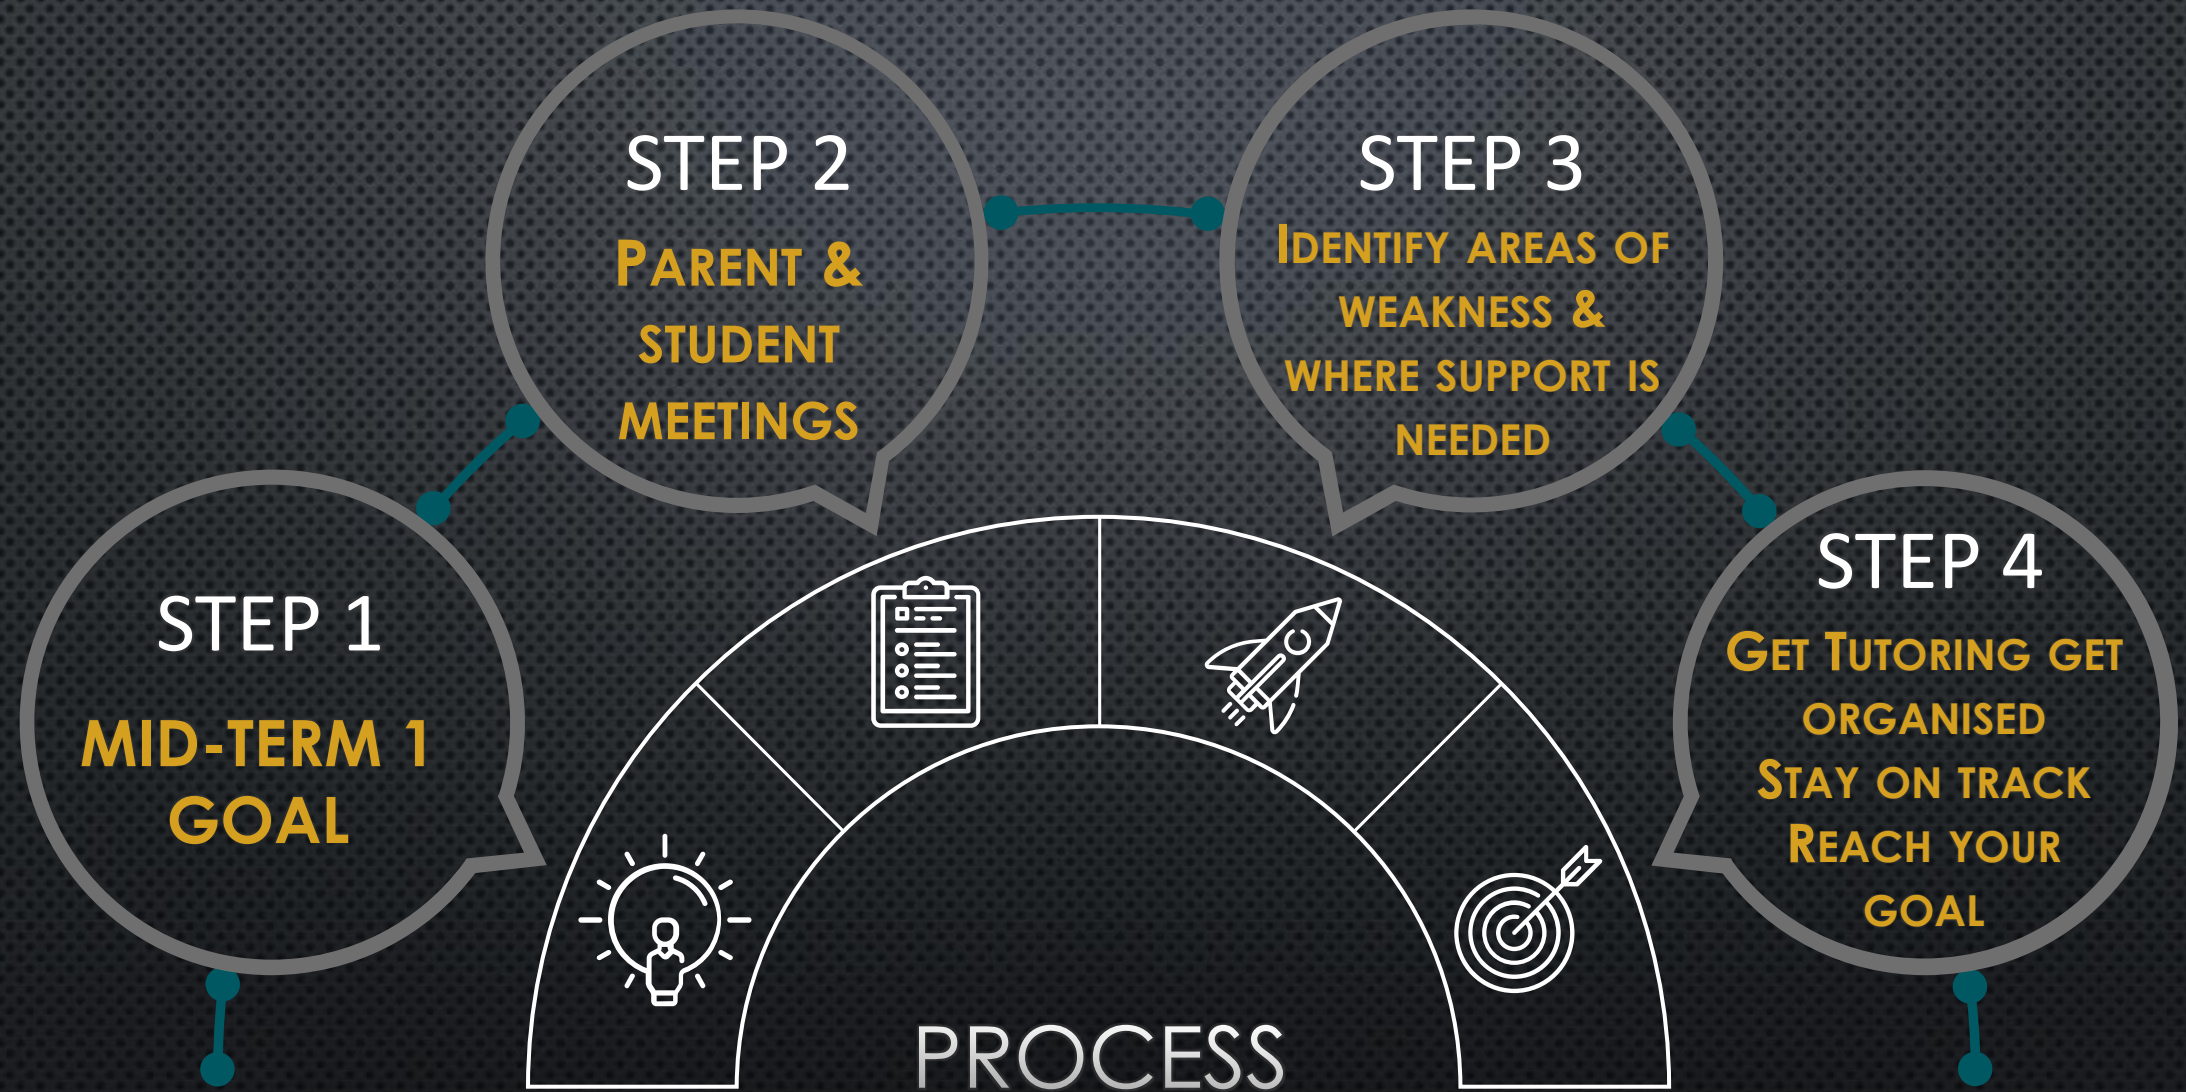 STEP 1
MID-TERM 1
GOAL
STEP 2
PARENT &
STUDENT
MEETINGS
STEP 3
IDENTIFY AREAS OF
WEAKNESS &
WHERE SUPPORT IS
NEEDED
STEP 4
GET TUTORING GET
ORGANISED
STAY ON TRACK
REACH YOUR
GOAL
PROCESS